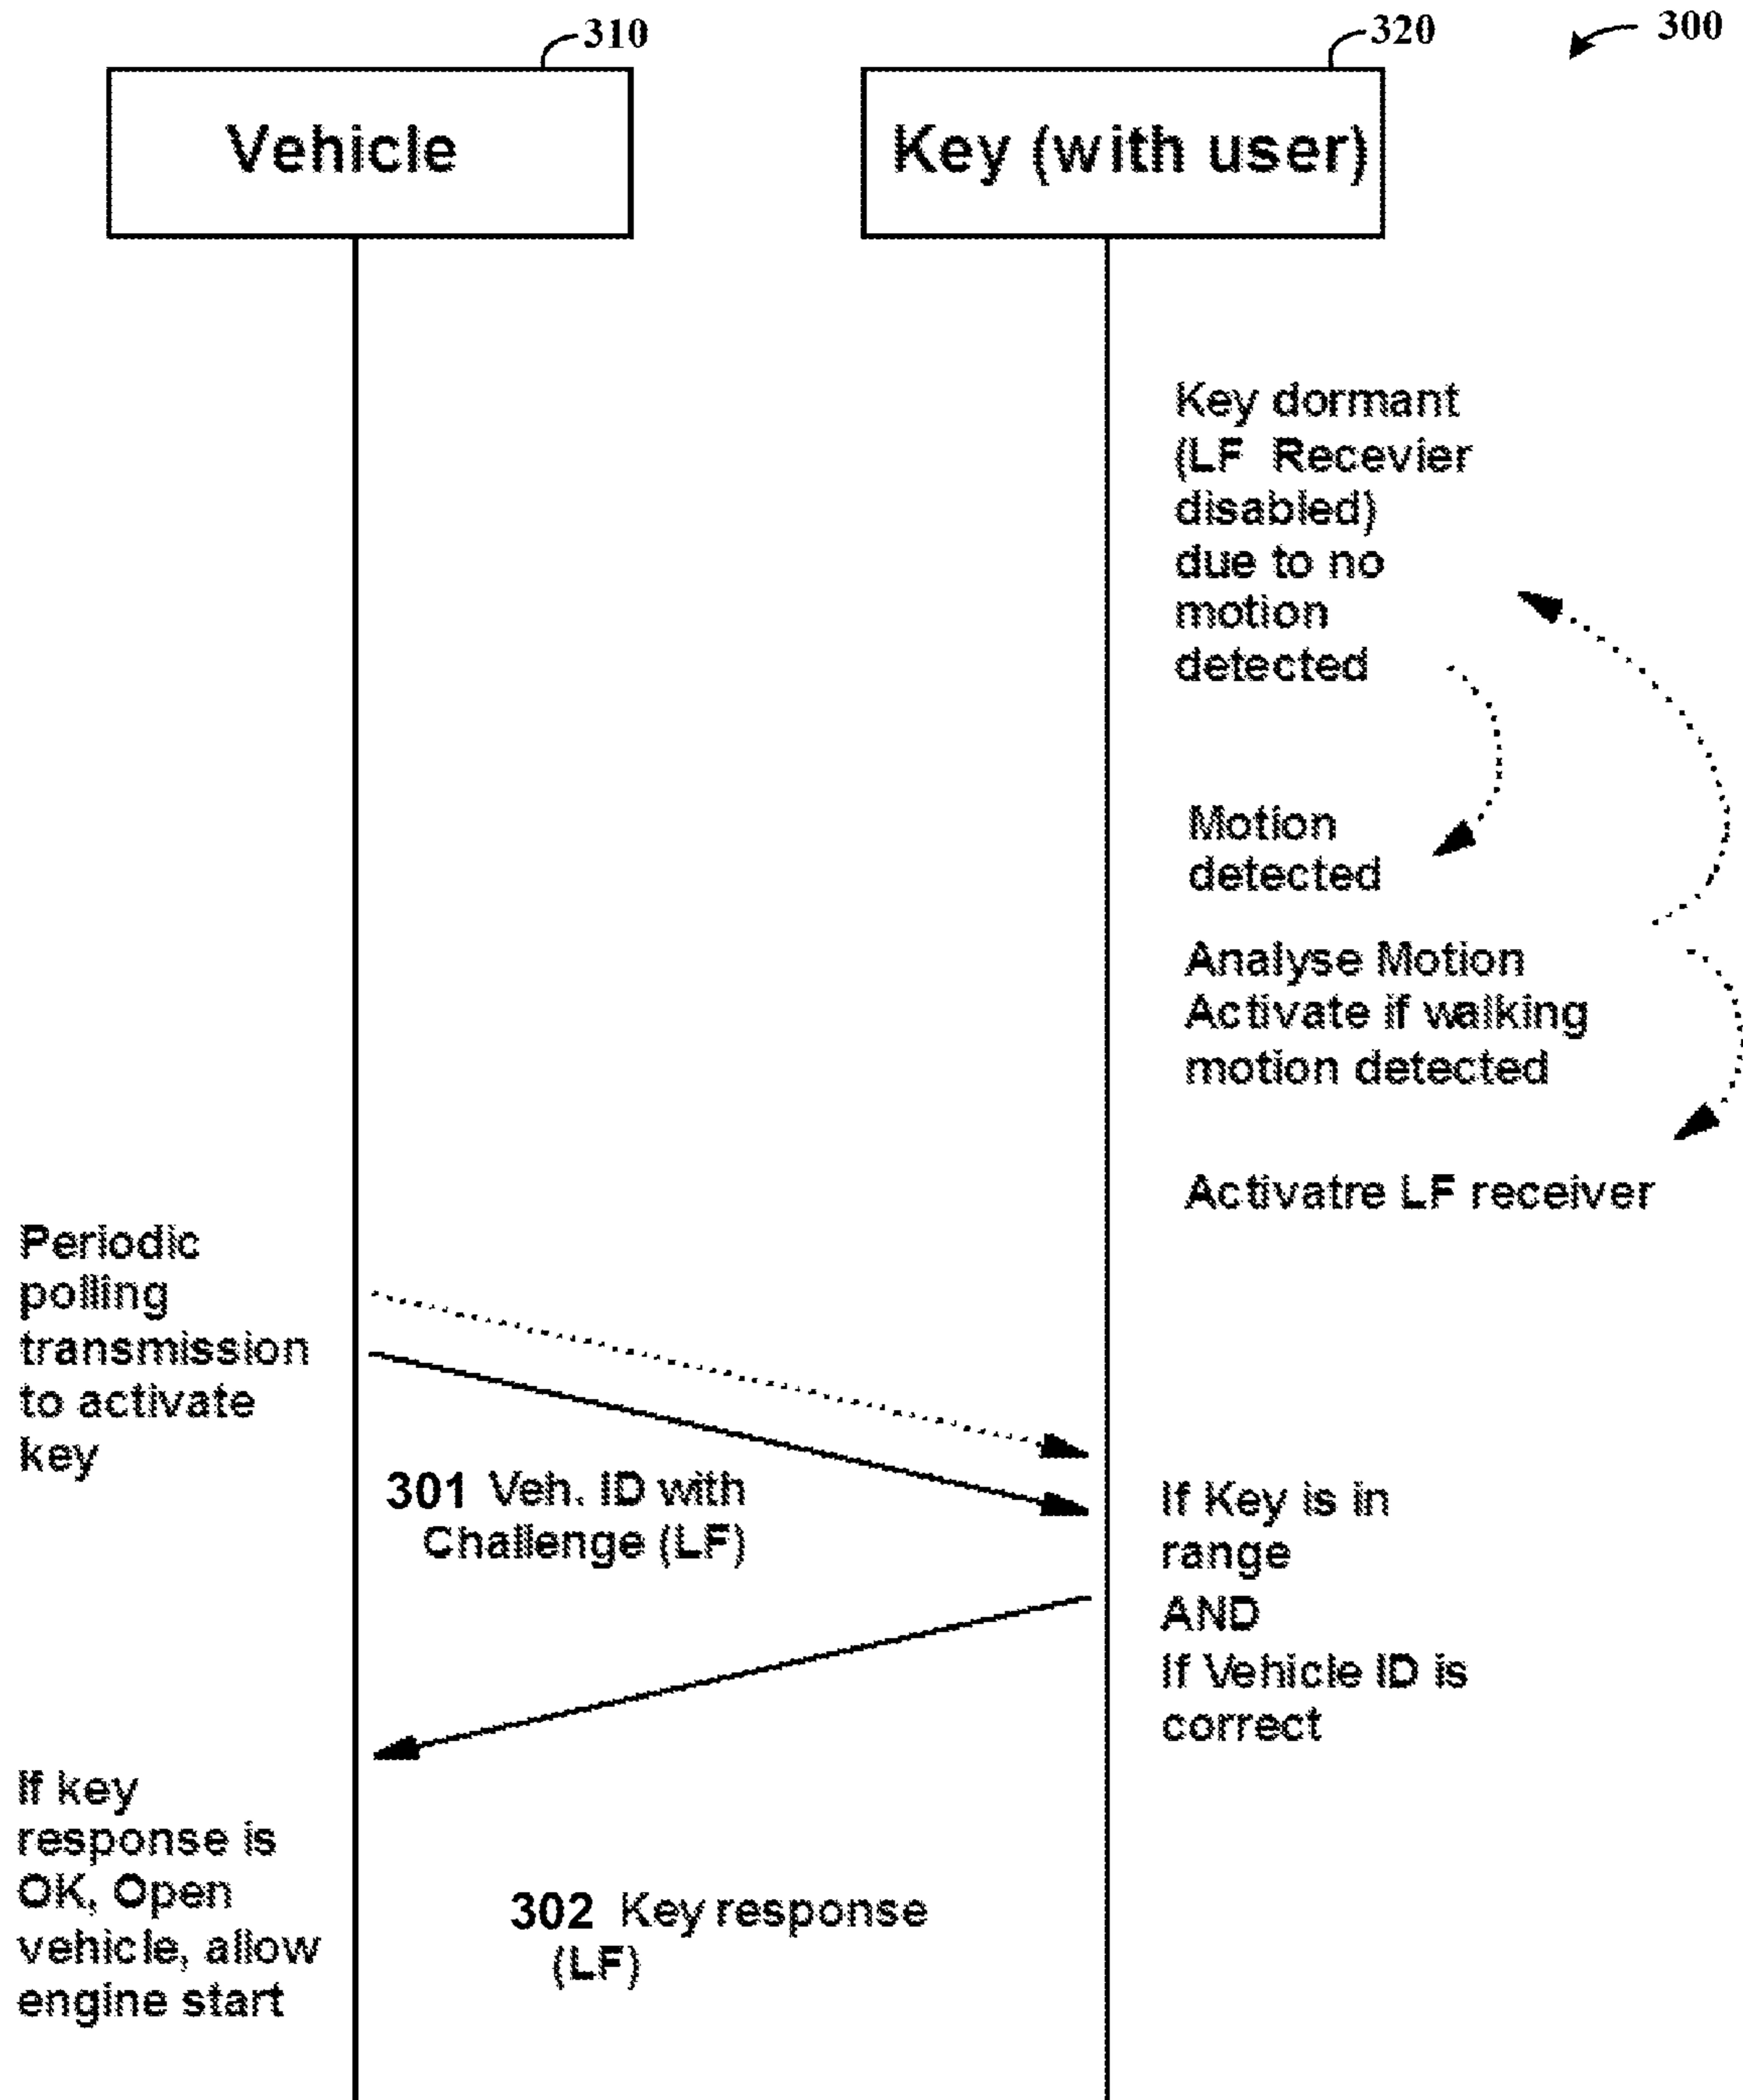 310
320
300
Vehicle
Key (with user)
Key dormant
(LF Recevier
disabled)
due to no
motion
detected
Motion
detected
Analyse Motion
Activate if walking
motion detected
Activatre LF receiver
Periodic
polling
transmission
to activate
key
301 Veh. ID with
Challenge (LF)
If Key is in
range
AND
If Vehicle ID is
correct
If key
response is
OK, Open
vehicle, allow
engine start
302 Key response
(LF)